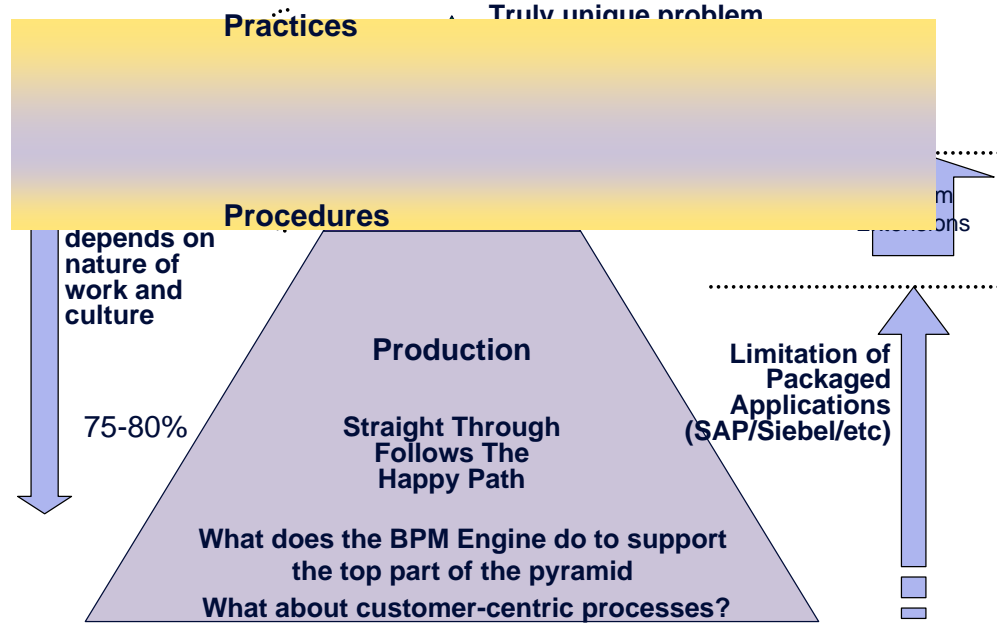 Truly unique problem
Practices
Procedures
depends on
nature of
work and
culture
Production
Limitation of
Packaged
Applications
(SAP/Siebel/etc)
75-80%
Straight Through
Follows The
Happy Path
What does the BPM Engine do to support
the top part of the pyramid
What about customer-centric processes?